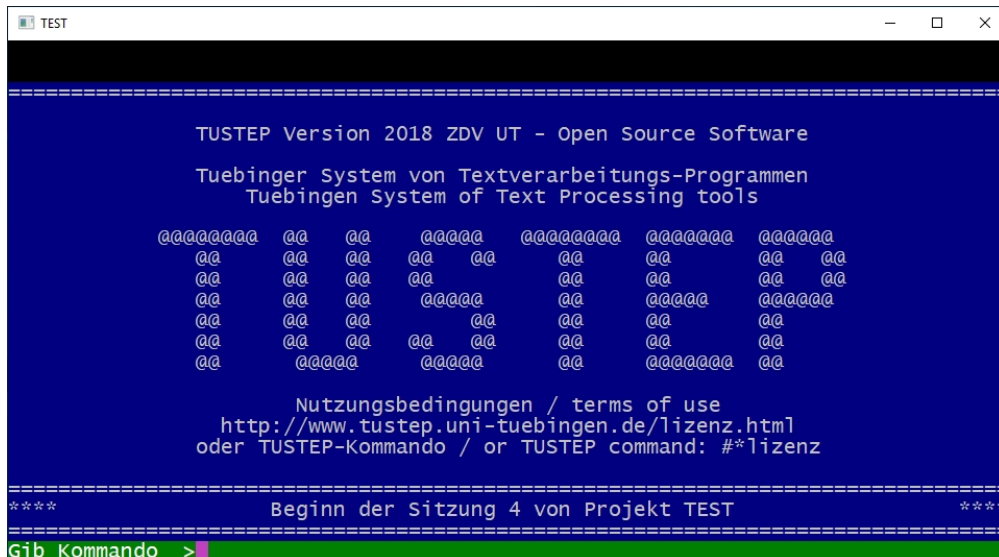 TEST
================================================================================
TUSTEP Version 2018 ZDV UT - Open Source Software
Tuebinger System von Textverarbeitungs-Programmen
Tuebingen System of Text Processing tools
TUSTEP
Nutzungsbedingungen / terms of use
http://www.tustep.uni-tuebingen.de/lizenz.html
oder TUSTEP-Kommando / or TUSTEP command: #*lizenz
================================================================================
**** Beginn der Sitzung 4 von Projekt TEST ****
================================================================================
Gib Kommando >